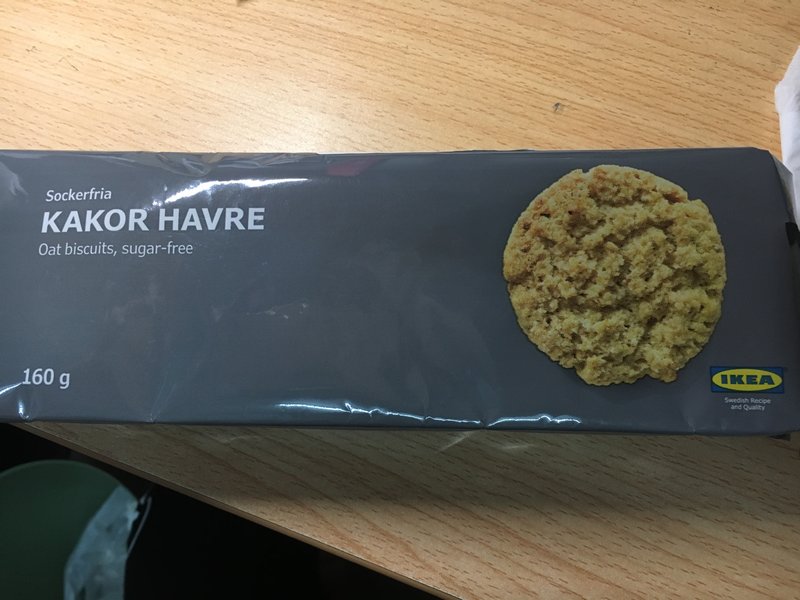 Sockerfria
KAKOR HAVRE
Oat biscuits, sugar-free
160 g
IKEA
Swedish Recipe
and Quality